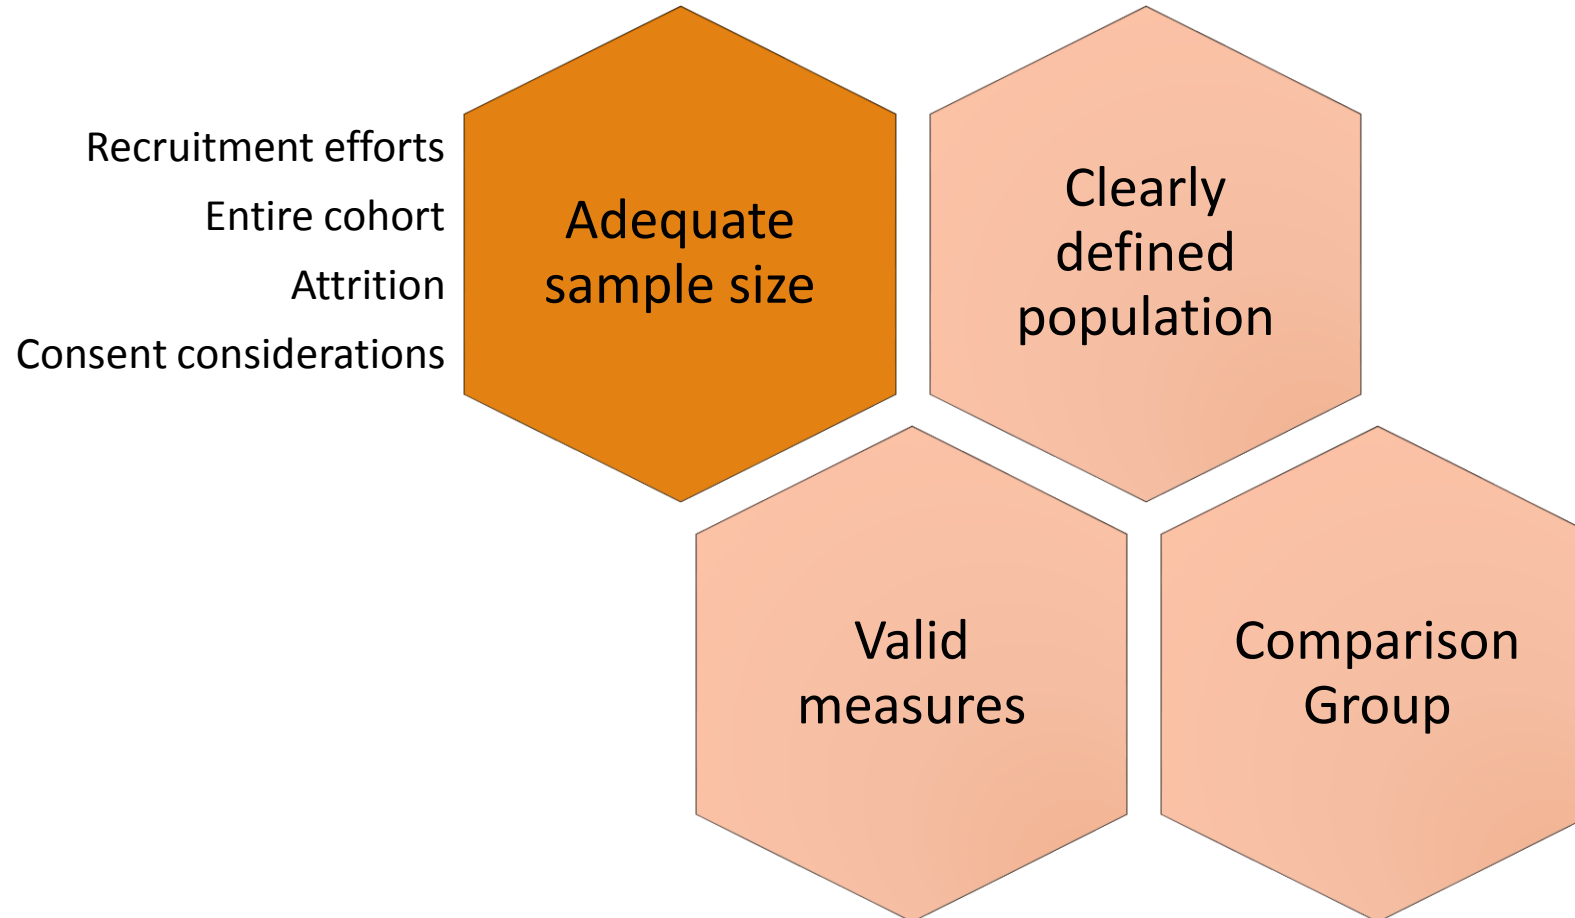 Recruitment efforts
Entire cohort
Attrition
Consent considerations
Adequate
sample size
Clearly
defined
population
Valid
measures
Comparison
Group